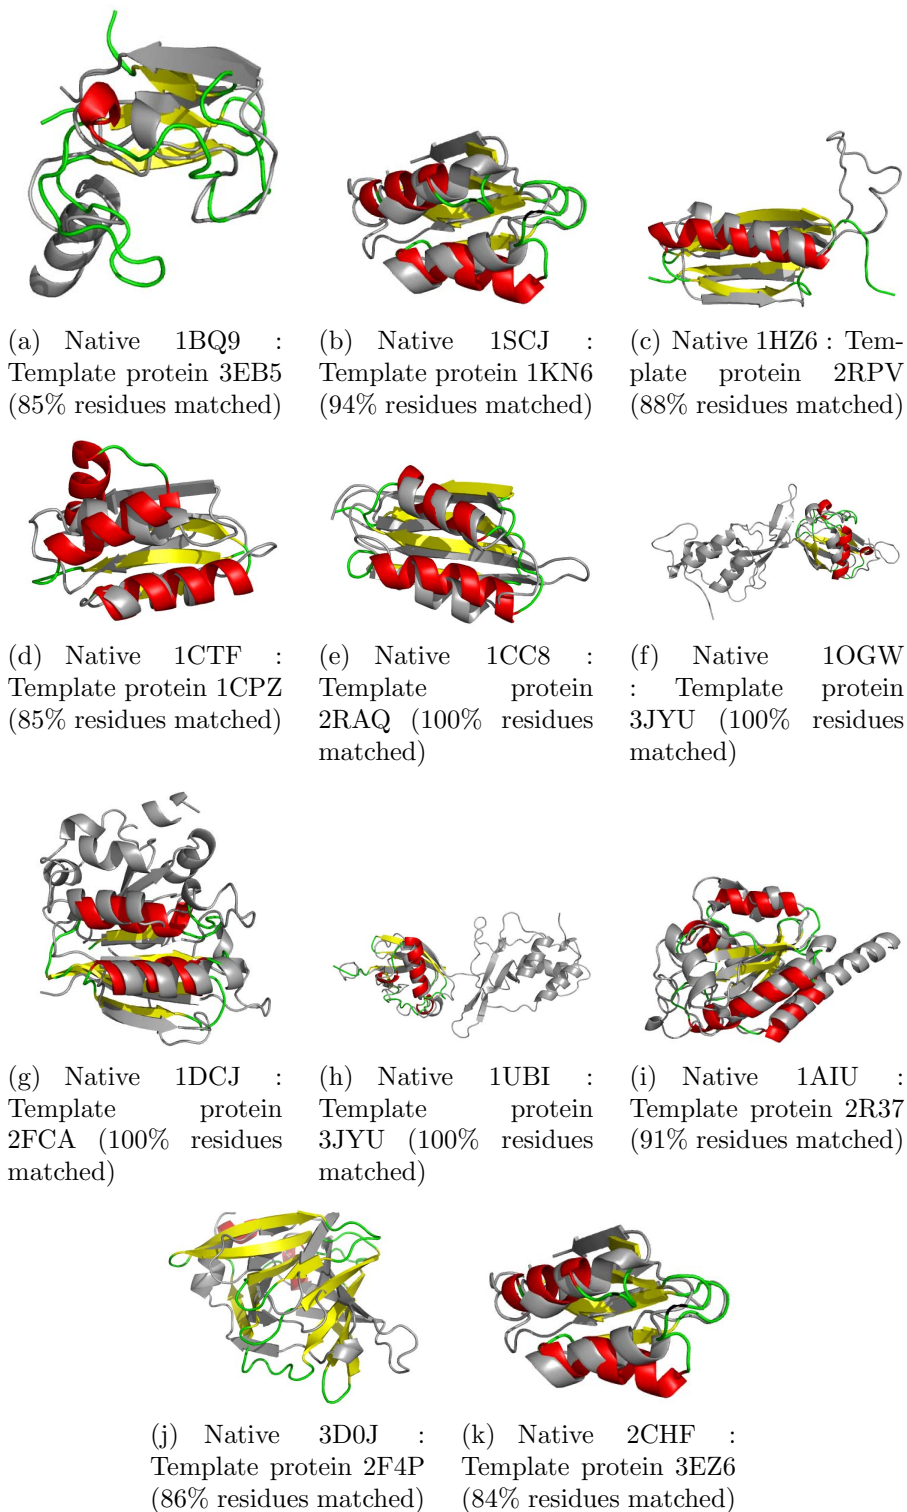 (a) Native 1BQ9 :
Template protein 3EB5
(85% residues matched)
(b) Native 1SCJ :
Template protein 1KN6
(94% residues matched)
(c) Native 1HZ6 : Tem-
plate protein 2RPV
(88% residues matched)
(d) Native 1CTF :
Template protein 1CPZ
(85% residues matched)
(e) Native 1CC8 :
Template protein
2RAQ (100% residues
matched)
(f) Native 1OGW
: Template protein
3JYU (100% residues
matched)
(g) Native 1DCJ :
Template protein
2FCA (100% residues
matched)
(h) Native 1UBI :
Template protein
3JYU (100% residues
matched)
(i) Native 1AIU :
Template protein 2R37
(91% residues matched)
(j) Native 3D0J :
Template protein 2F4P
(86% residues matched)
(k) Native 2CHF :
Template protein 3EZ6
(84% residues matched)